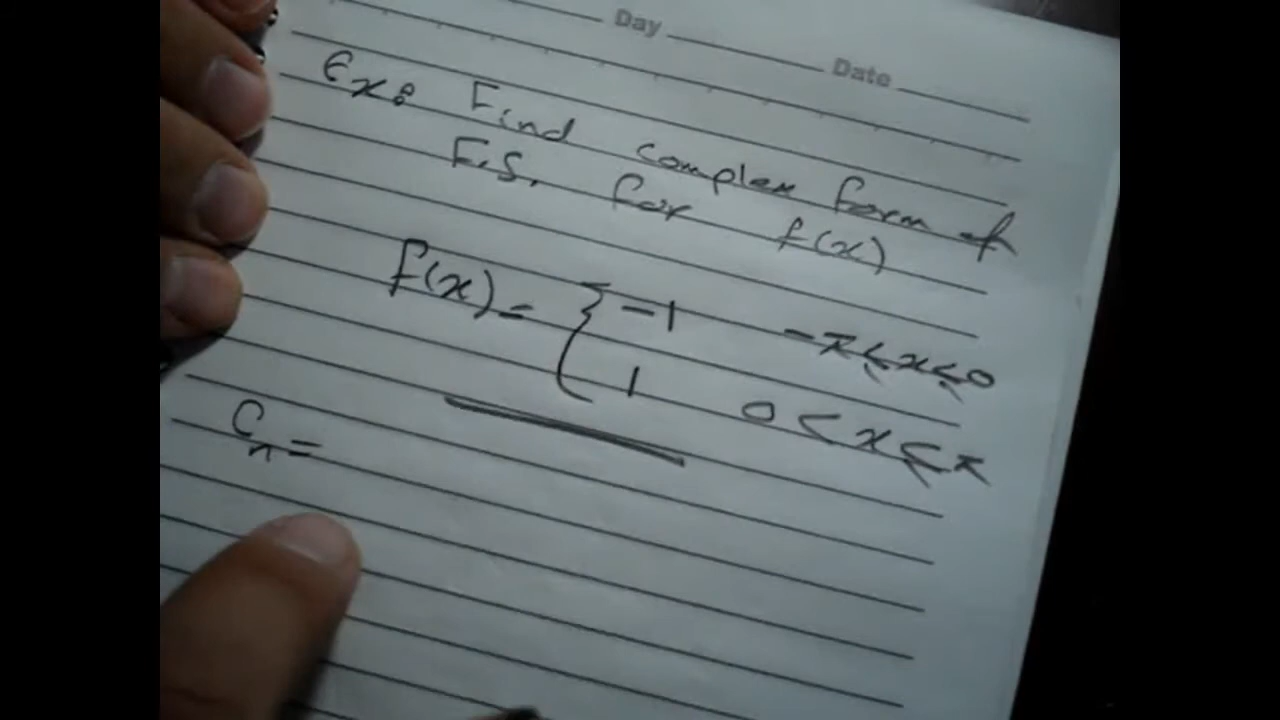 Day Date
Ex: Find complex form of
F.S. for f(x)
f(x) = { -1 -π ≤ x ≤ 0
1 0 < x ≤ π
Cn =